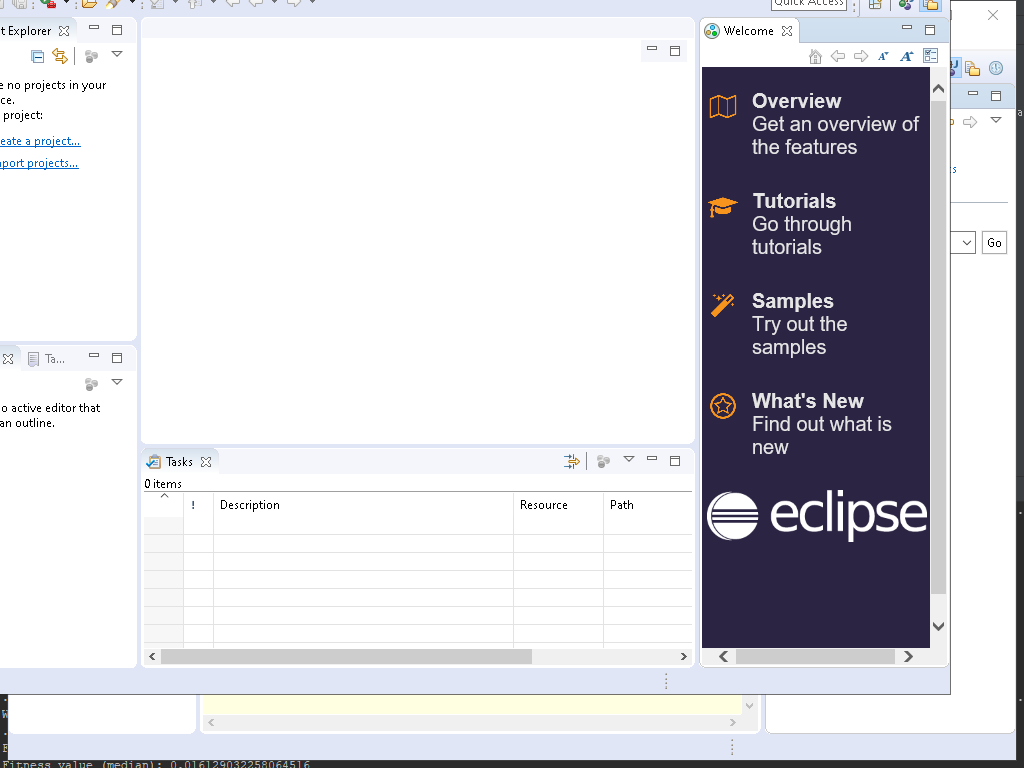 Quick Access
t Explorer
Welcome
e no projects in your
ce.
project:
eate a project...
port projects...
Overview
Get an overview of
the features
Tutorials
Go through
tutorials
Samples
Try out the
samples
What's New
Find out what is
new
eclipse
Go
Ta...
o active editor that
an outline.
Tasks
0 items
! Description Resource Path
Fitness value (median): 0.016129032258064516